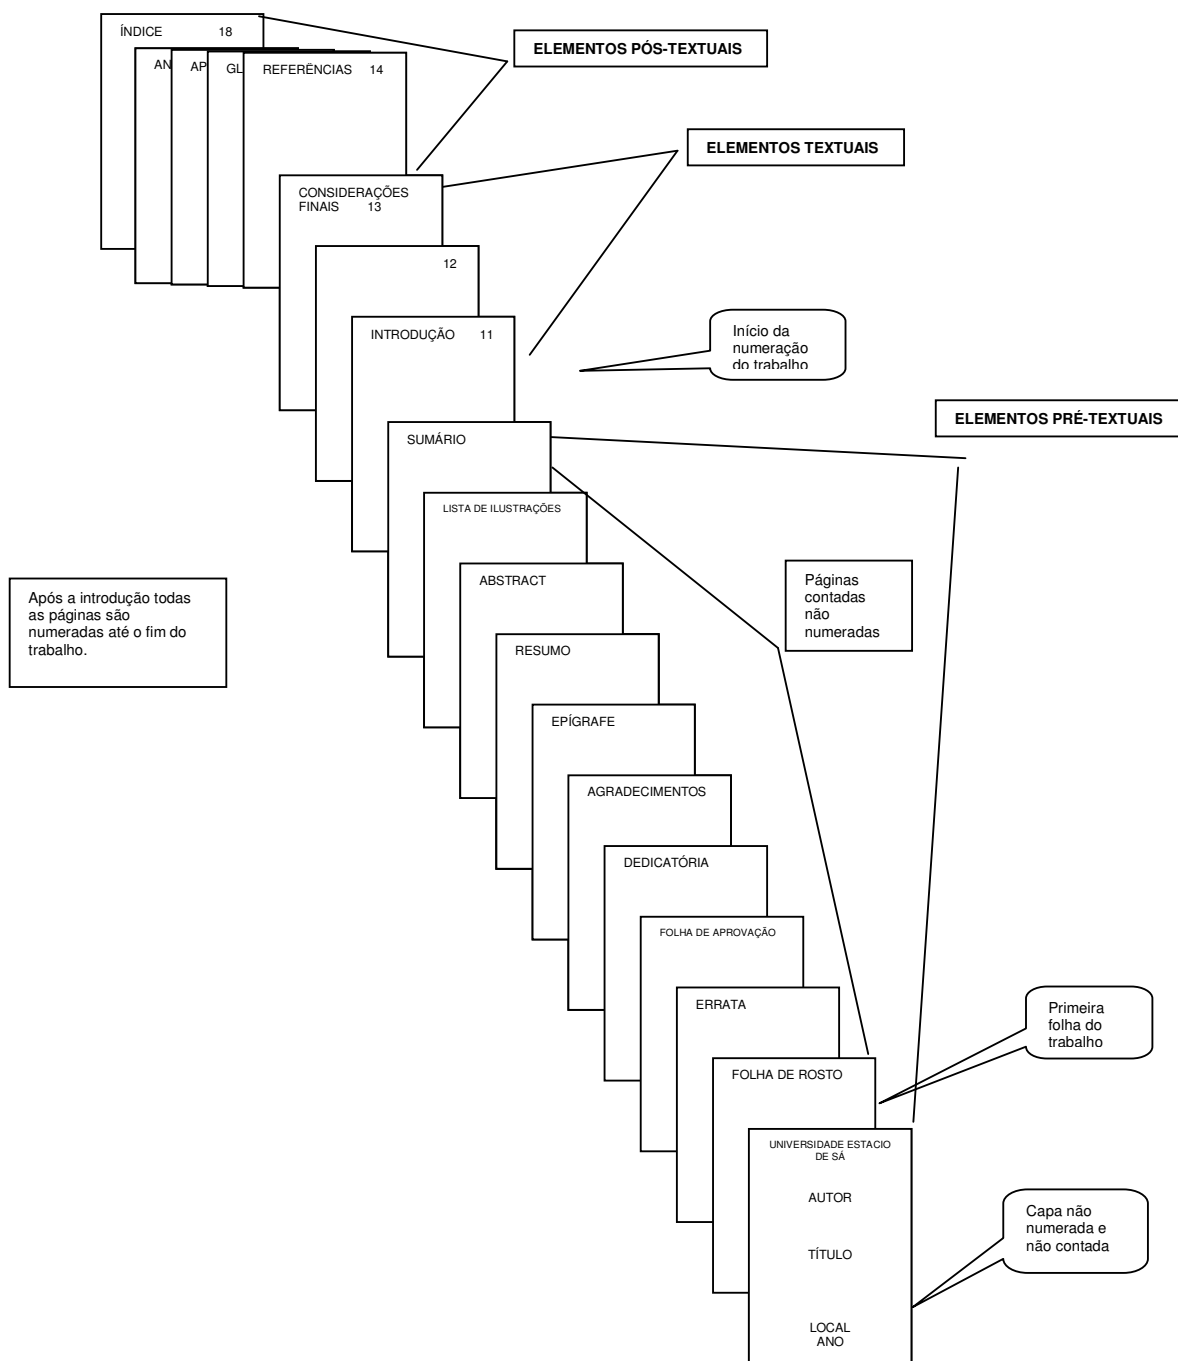 ÍNDICE 18
ELEMENTOS PÓS-TEXTUAIS
AN
AP
GL
REFERÊNCIAS 14
ELEMENTOS TEXTUAIS
CONSIDERAÇÕES
FINAIS 13
12
INTRODUÇÃO 11
Início da
numeração
do trabalho
ELEMENTOS PRÉ-TEXTUAIS
SUMÁRIO
LISTA DE ILUSTRAÇÕES
ABSTRACT
Páginas
contadas
não
numeradas
Após a introdução todas
as páginas são
numeradas até o fim do
trabalho.
RESUMO
EPÍGRAFE
AGRADECIMENTOS
DEDICATÓRIA
FOLHA DE APROVAÇÃO
ERRATA
Primeira
folha do
trabalho
FOLHA DE ROSTO
UNIVERSIDADE ESTACIO
DE SÁ
AUTOR
Capa não
numerada e
não contada
TÍTULO
LOCAL
ANO